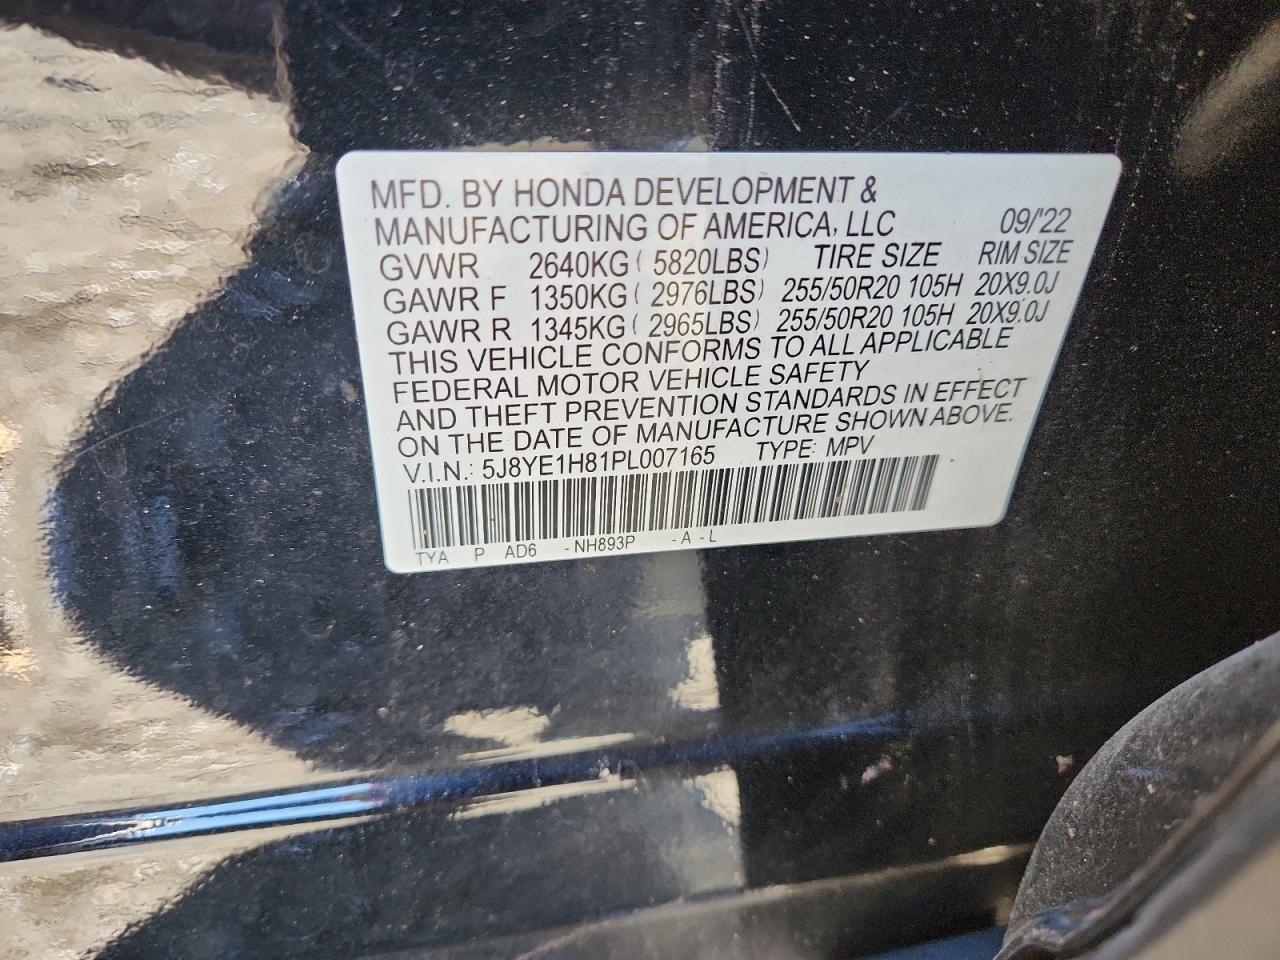 MFD. BY HONDA DEVELOPMENT &
MANUFACTURING OF AMERICA, LLC 09/'22
GVWR 2640KG ( 5820LBS) TIRE SIZE RIM SIZE
GAWR F 1350KG ( 2976LBS) 255/50R20 105H 20X9.0J
GAWR R 1345KG ( 2965LBS) 255/50R20 105H 20X9.0J
THIS VEHICLE CONFORMS TO ALL APPLICABLE
FEDERAL MOTOR VEHICLE SAFETY
AND THEFT PREVENTION STANDARDS IN EFFECT
ON THE DATE OF MANUFACTURE SHOWN ABOVE.
V.I.N.: 5J8YE1H81PL007165 TYPE: MPV
TYA P AD6 -NH893P -A-L